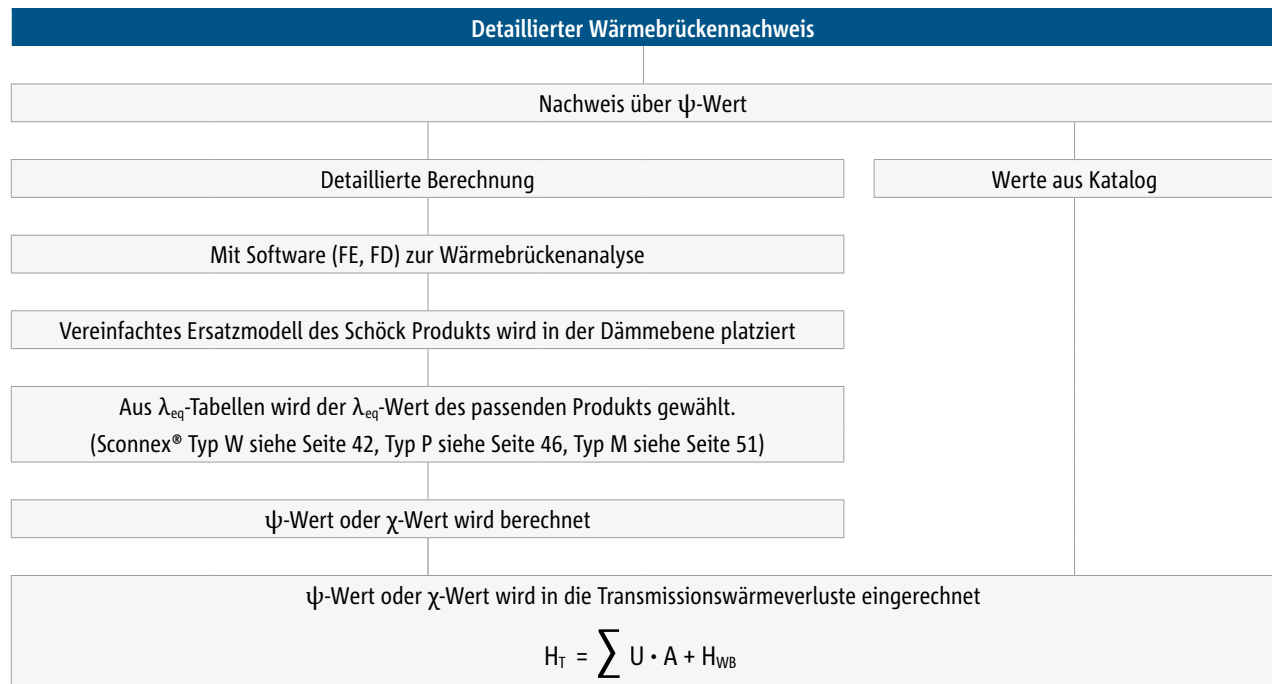 Detaillierter Wärmebrückennachweis
Nachweis über ψ-Wert
Detaillierte Berechnung
Werte aus Katalog
Mit Software (FE, FD) zur Wärmebrückenanalyse
Vereinfachtes Ersatzmodell des Schöck Produkts wird in der Dämmebene platziert
Aus λeq-Tabellen wird der λeq-Wert des passenden Produkts gewählt.
(Sconnex® Typ W siehe Seite 42, Typ P siehe Seite 46, Typ M siehe Seite 51)
ψ-Wert oder χ-Wert wird berechnet
ψ-Wert oder χ-Wert wird in die Transmissionswärmeverluste eingerechnet
HT = ∑ U · A + HWB